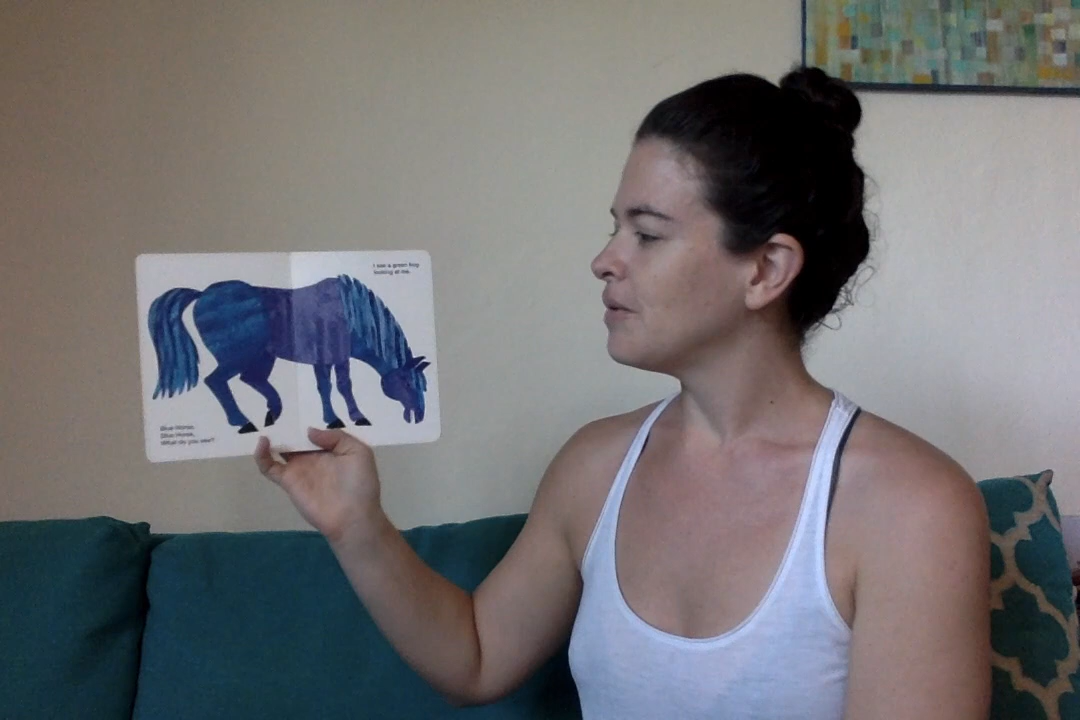 Blue Horse,
Blue Horse,
What do you see?
I see a green frog
looking at me.